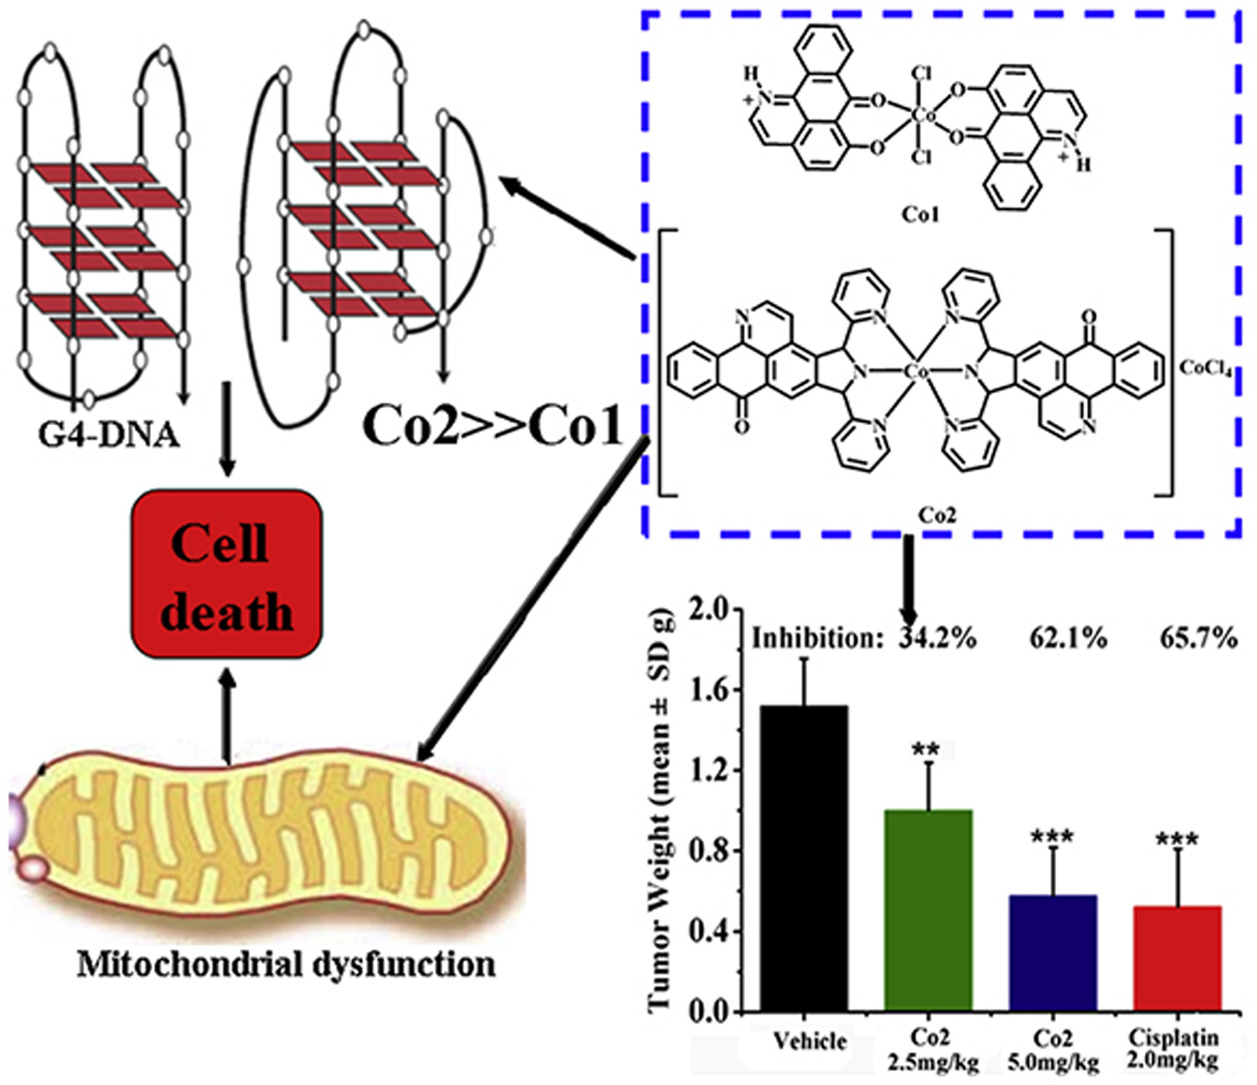 H
N
+
O
O
Cl
Co
Cl
O
O
N
+
H
Co1
N
O
N
N
N
Co
N
N
N
O
N
CoCl4
Co2
G4-DNA
Co2>>Co1
Cell
death
Mitochondrial dysfunction
Inhibition: 34.2% 62.1% 65.7%
Tumor Weight (mean ± SD g)
2.0
1.6
1.2
0.8
0.4
0.0
**
***
***
Vehicle
Co2
2.5mg/kg
Co2
5.0mg/kg
Cisplatin
2.0mg/kg